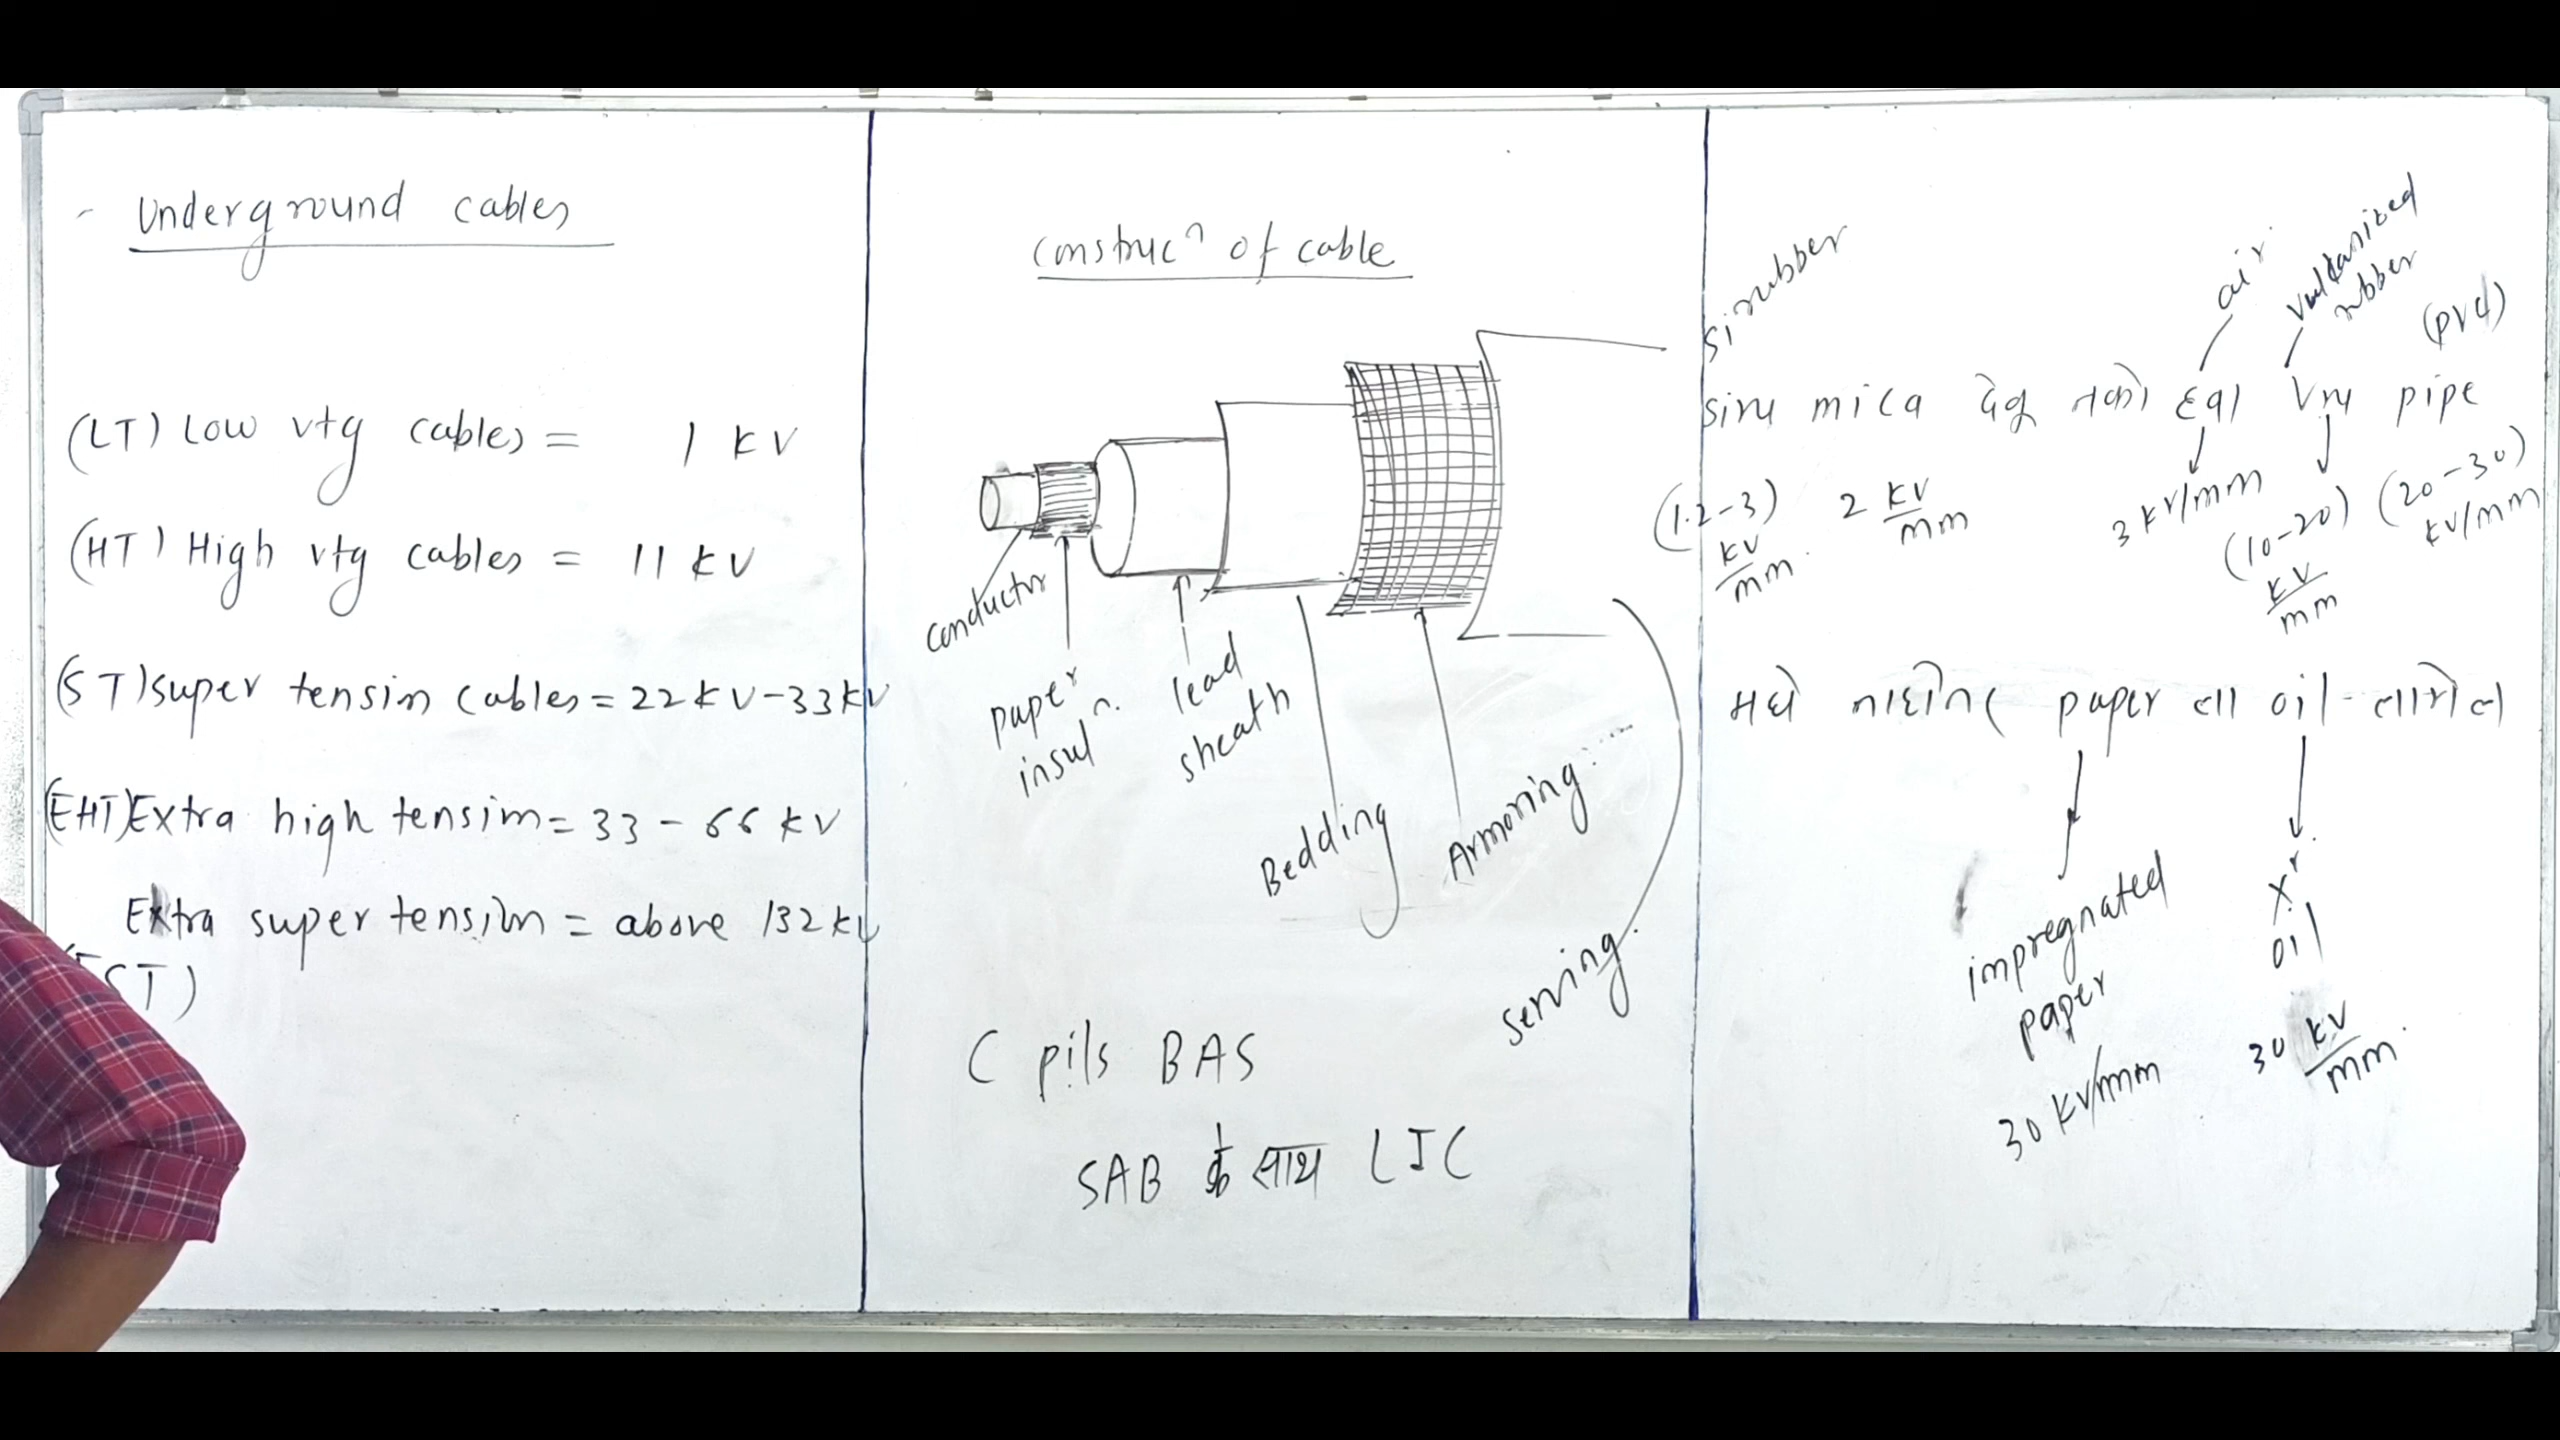 Underground cables
(LT) Low vtg cables = 1 kV
(HT) High vtg cables = 11 kV
(ST) super tension cables = 22 kV-33 kV
(EHT) Extra high tension = 33 - 66 kV
Extra super tension = above 132 kV
ST)
construcⁿ of cable
conductor
paper
insulⁿ.
lead
sheath
Bedding
Armoring
serving.
C pils BAS
SAB के साथ LIC
si rubber
air
vulcanized
rubber
(pvc)
mica
હવા
pipe
(1.2-3)
kV
mm
2 kV
mm
3 kV/mm
(10-20)
kV
mm
(20-30)
kV/mm
paper
oil
impregnated
paper
30 kV/mm
Xʳ
oil
30 kV
mm